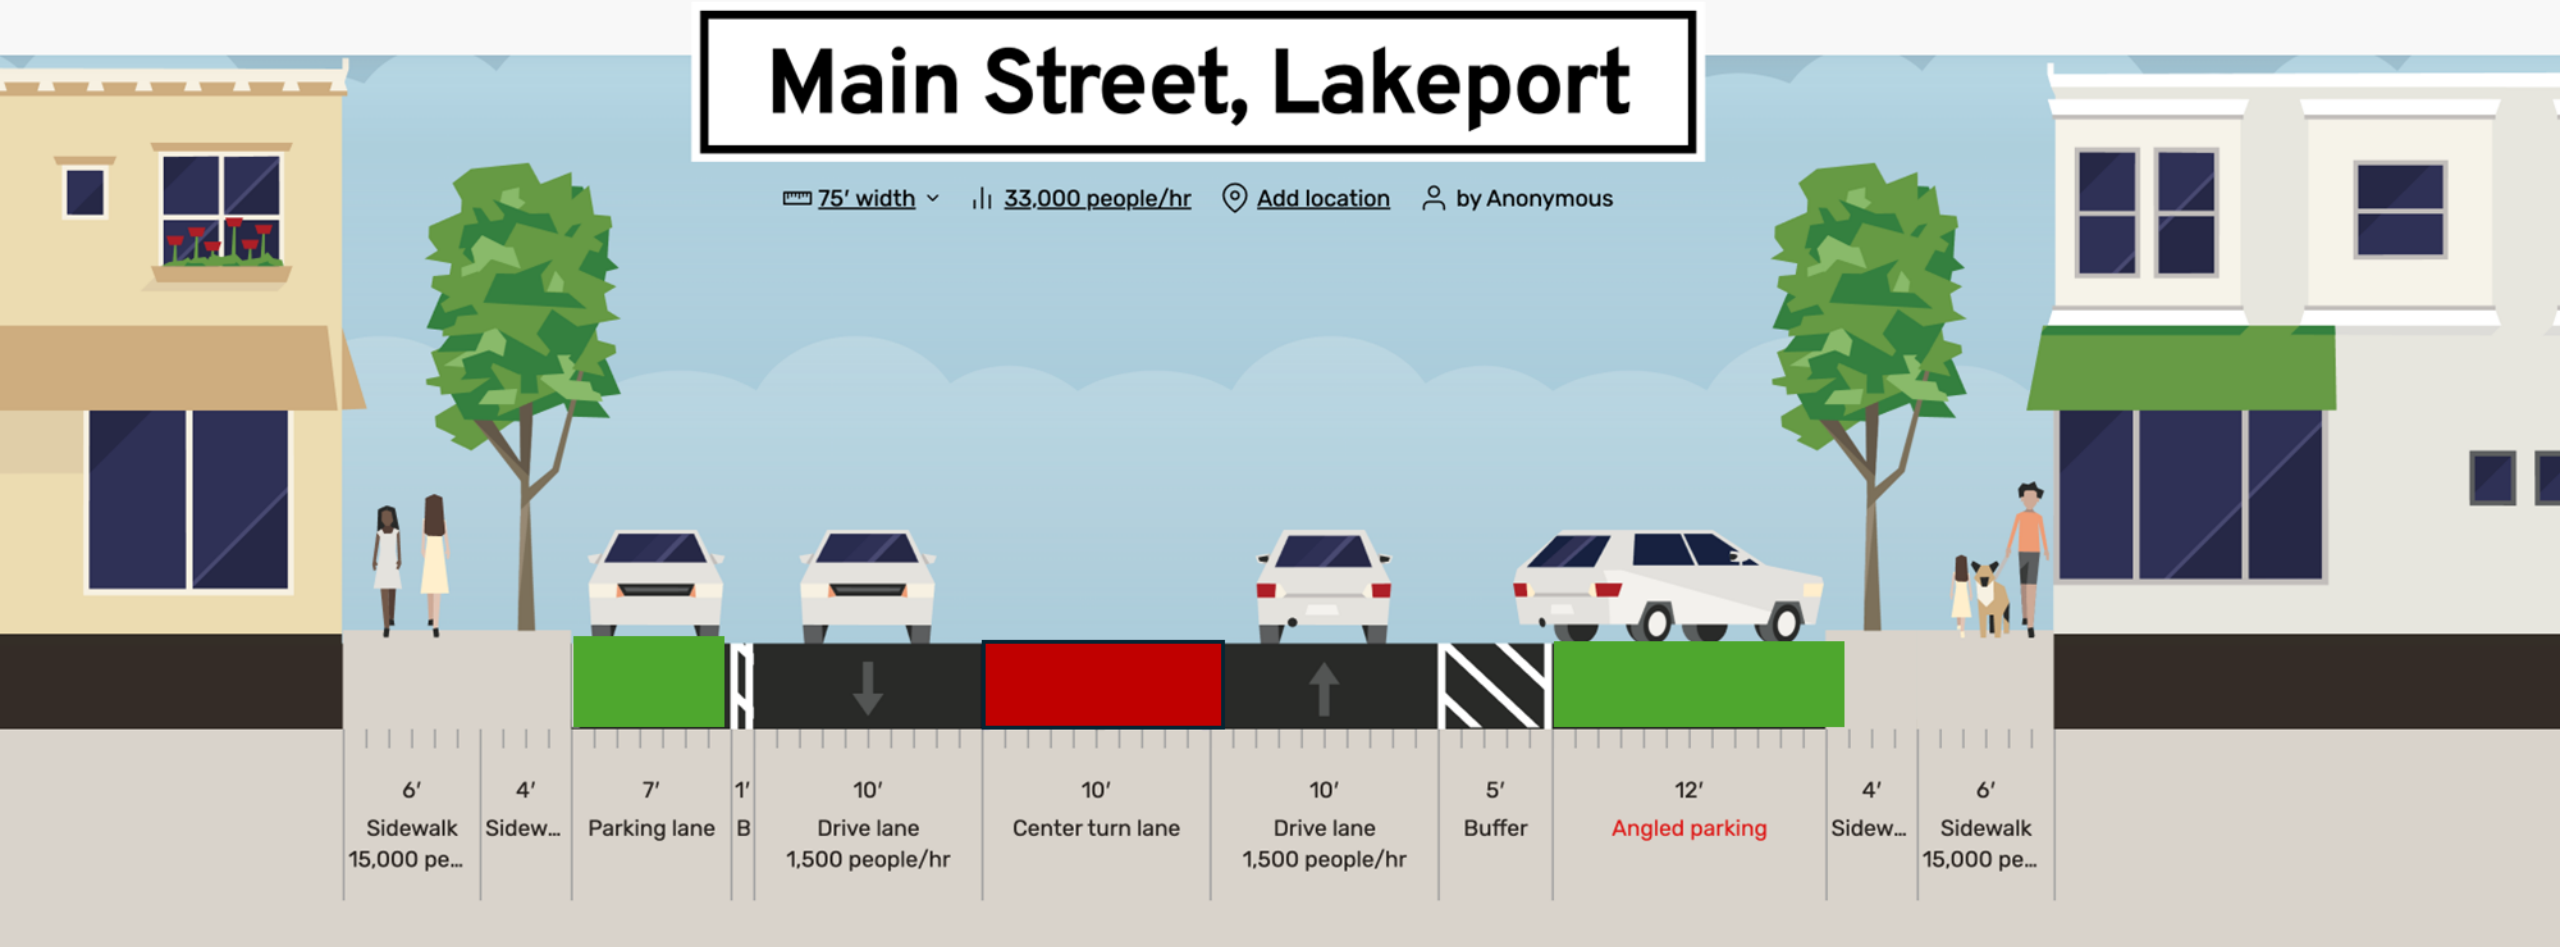 Main Street, Lakeport
75′ width 33,000 people/hr Add location by Anonymous
6′ 4′ 7′ 1′ 10′ 10′ 10′ 5′ 12′ 4′ 6′
Sidewalk Sidew... Parking lane B Drive lane Center turn lane Drive lane Buffer Angled parking Sidew... Sidewalk
15,000 pe... 1,500 people/hr 1,500 people/hr 15,000 pe...